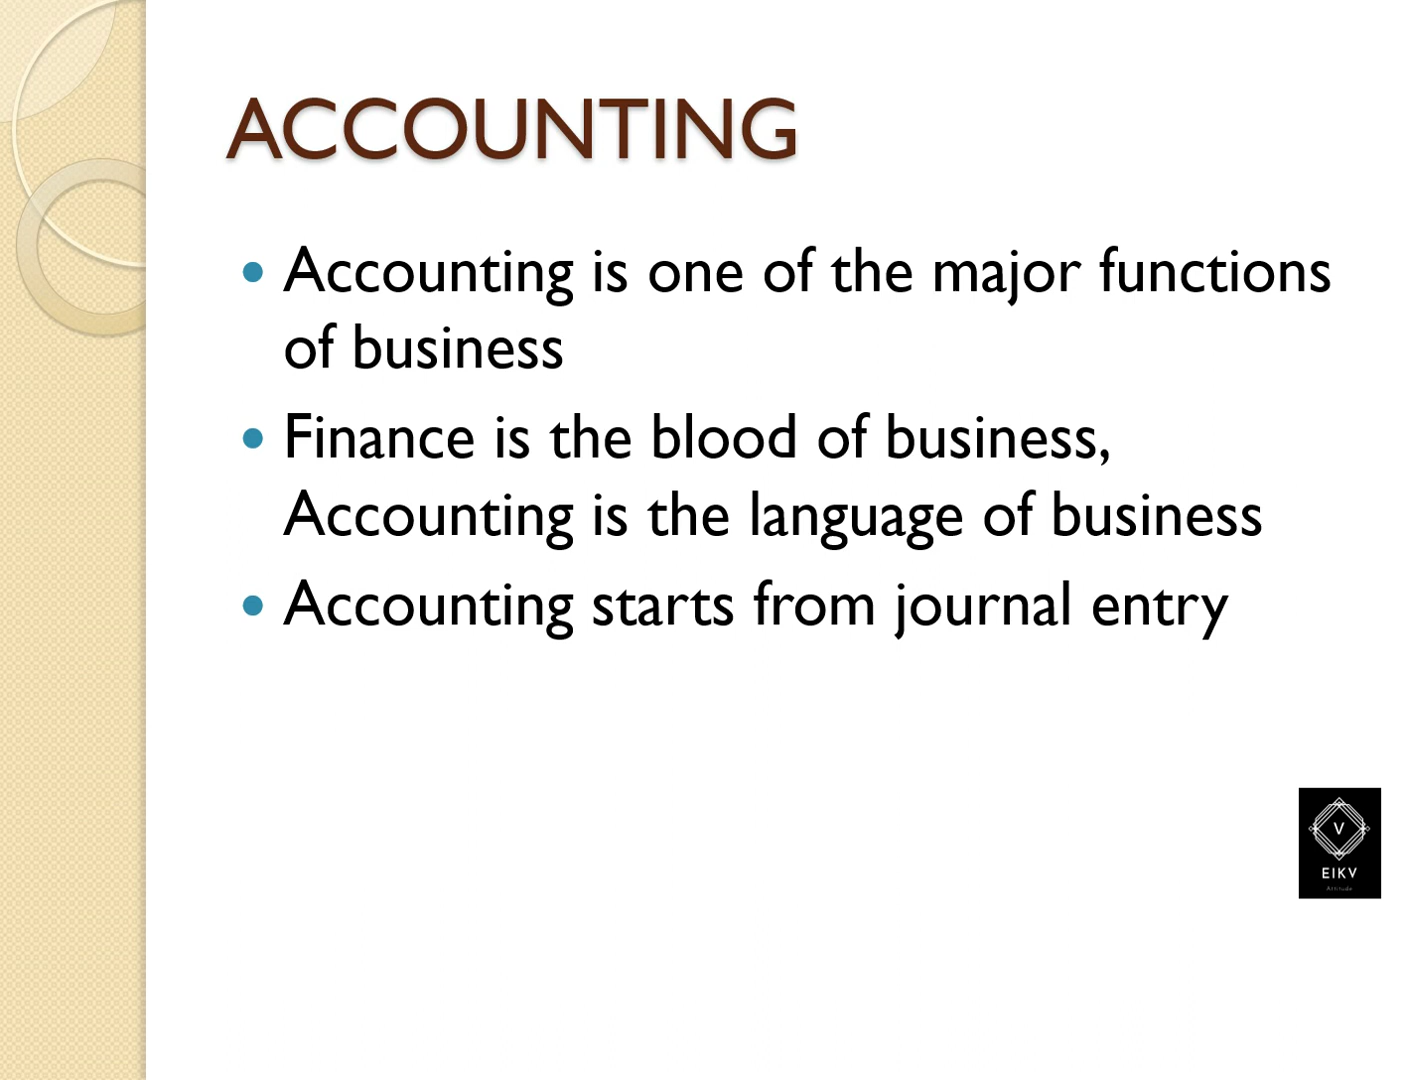 ACCOUNTING
• Accounting is one of the major functions
of business
• Finance is the blood of business,
Accounting is the language of business
• Accounting starts from journal entry
V
EIKV
Attitude